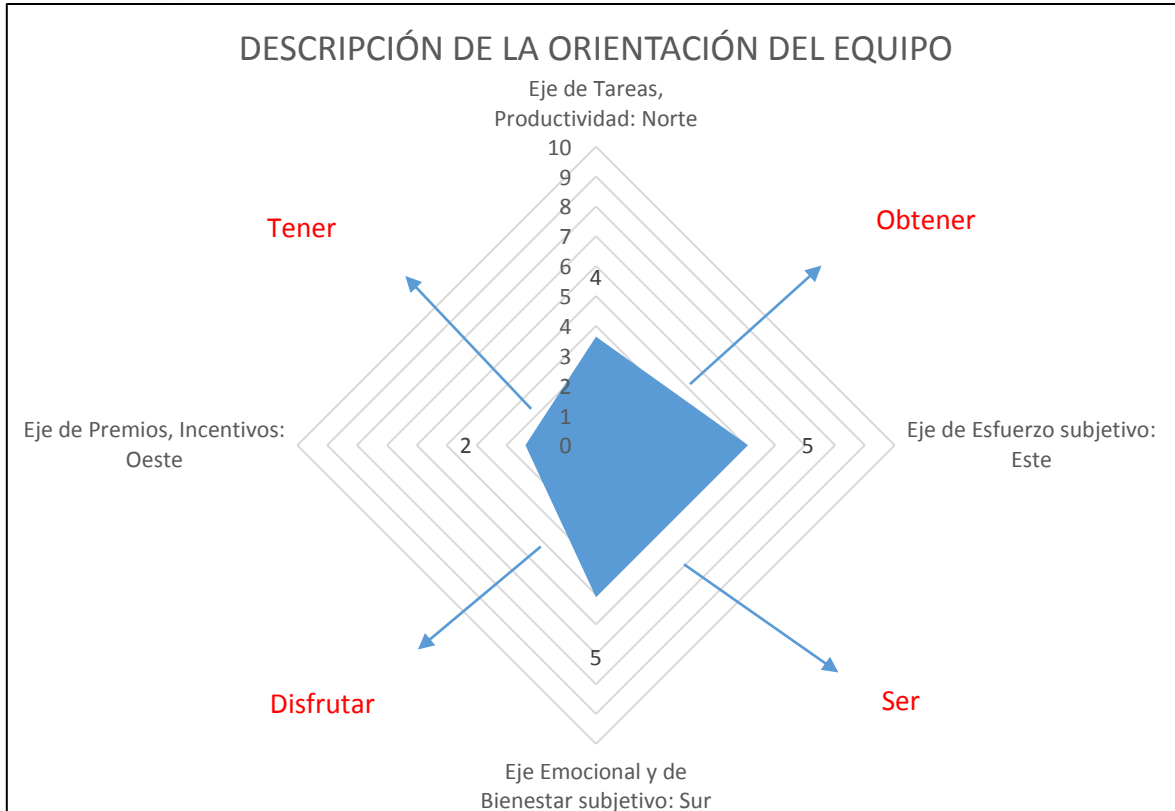 DESCRIPCIÓN DE LA ORIENTACIÓN DEL EQUIPO
Eje de Tareas,
Productividad: Norte
10
9
8
7
6
5
4
3
2
1
0
4
Tener
Obtener
Eje de Premios, Incentivos:
Oeste
2
5
Eje de Esfuerzo subjetivo:
Este
5
Disfrutar
Ser
Eje Emocional y de
Bienestar subjetivo: Sur